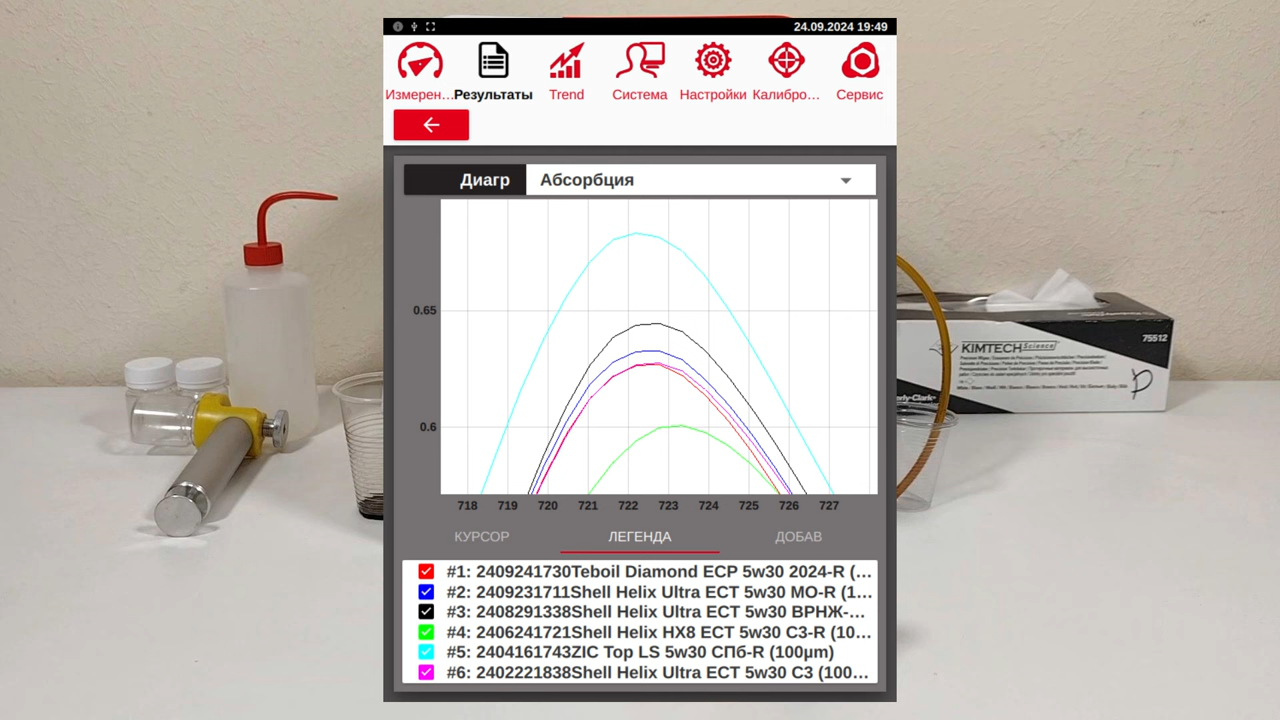 24.09.2024 19:49
Измерен... Результаты Trend Система Настройки Калибро... Сервис
Диагр Абсорбция
0.65
0.6
718 719 720 721 722 723 724 725 726 727
КУРСОР ЛЕГЕНДА ДОБАВ
#1: 2409241730Teboil Diamond ECP 5w30 2024-R (...
#2: 2409231711Shell Helix Ultra ECT 5w30 МО-R (1...
#3: 2408291338Shell Helix Ultra ECT 5w30 ВРНЖ-...
#4: 2406241721Shell Helix HX8 ECT 5w30 C3-R (10...
#5: 2404161743ZIC Top LS 5w30 СПб-R (100µm)
#6: 2402221838Shell Helix Ultra ECT 5w30 C3 (100...
75512
KIMTECH Science
rly-Clark
P